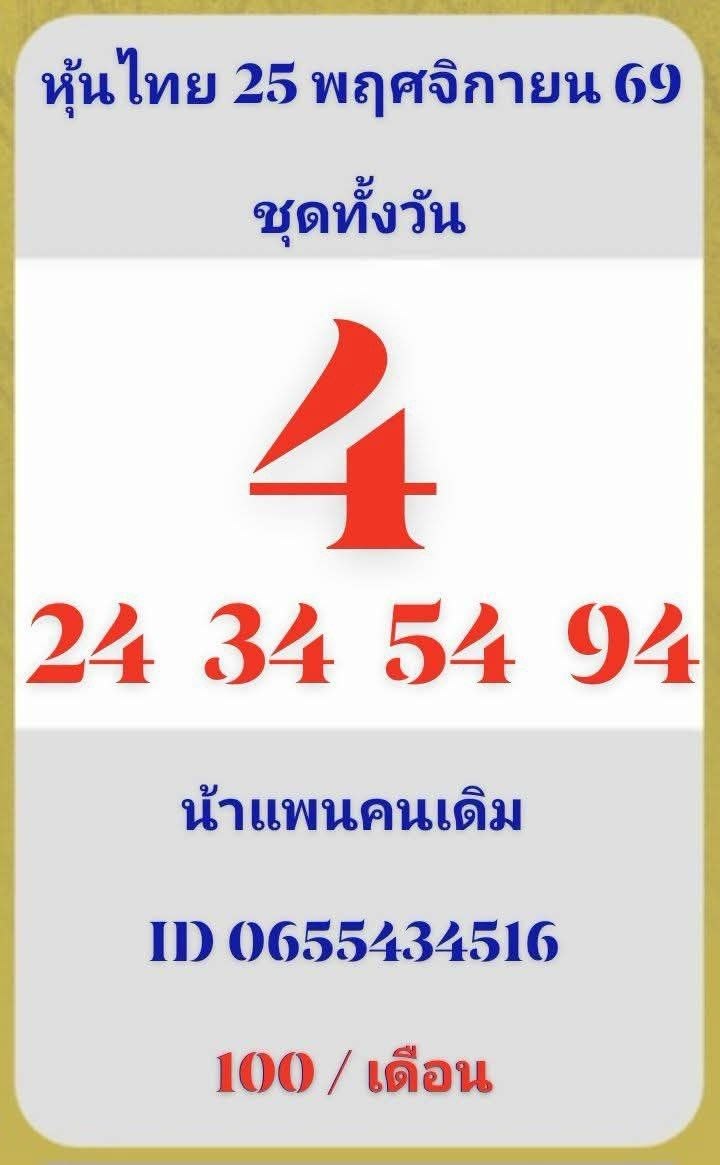 หุ้นไทย 25 พฤศจิกายน 69
ชุดทั้งวัน
4
24 34 54 94
น้าแพนคนเดิม
ID 0655434516
100 / เดือน